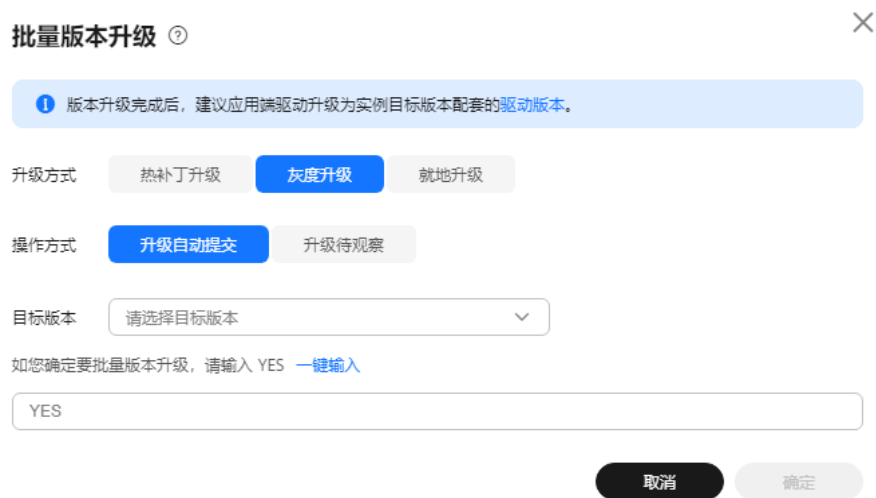 批量版本升级
版本升级完成后，建议应用端驱动升级为实例目标版本配套的驱动版本。
升级方式 热补丁升级 灰度升级 就地升级
操作方式 升级自动提交 升级待观察
目标版本 请选择目标版本
如您确定要批量版本升级，请输入 YES 一键输入
YES
取消 确定